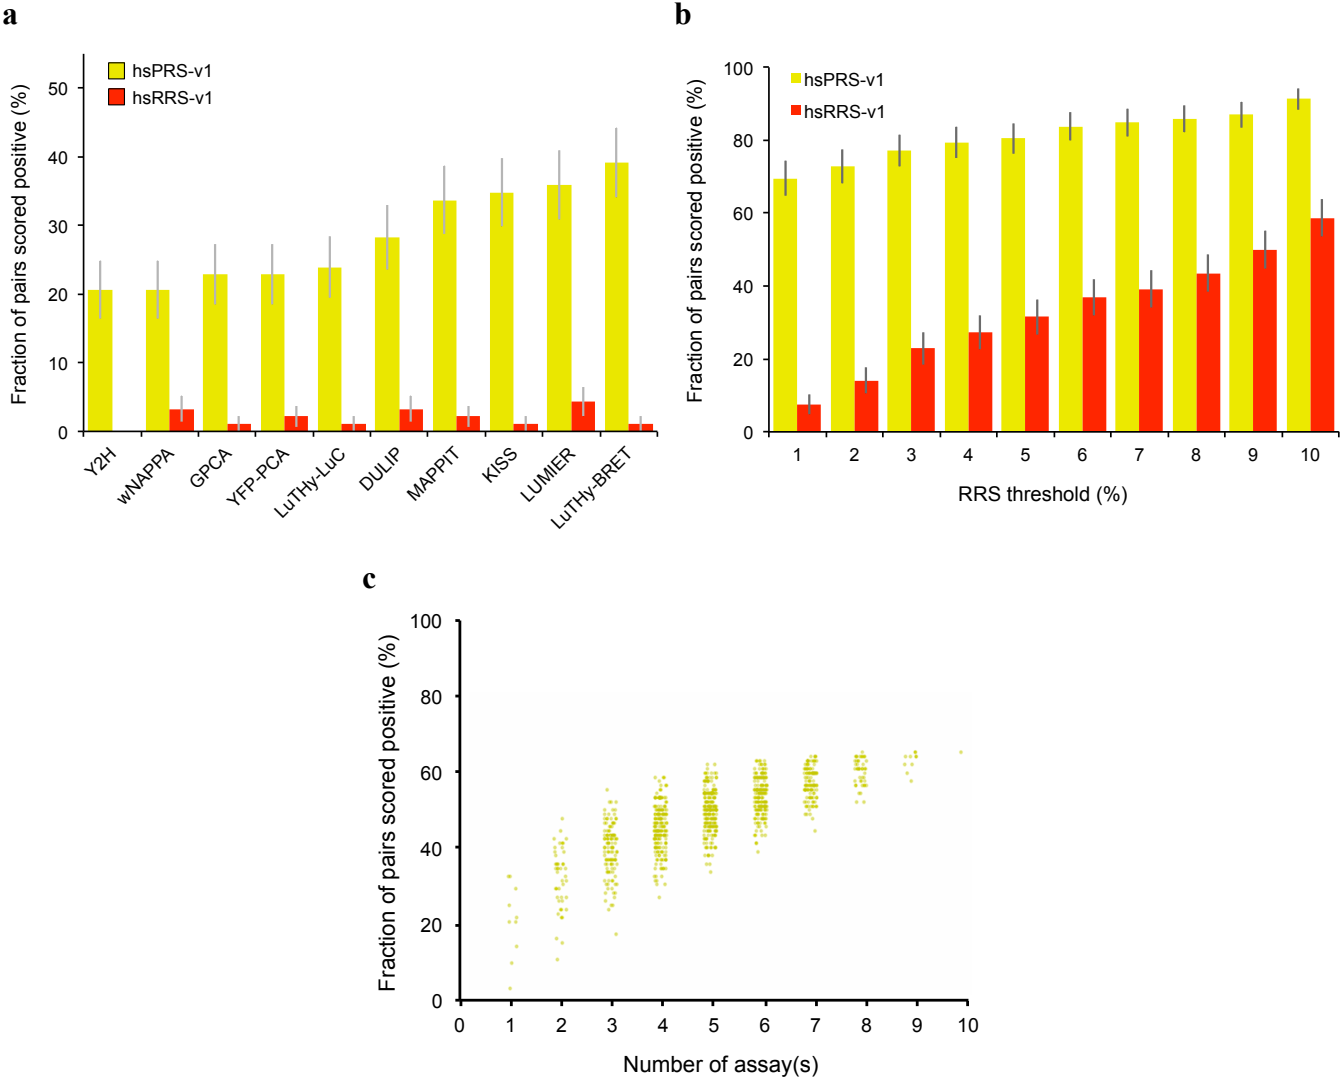 a
hsPRS-v1
hsRRS-v1
Fraction of pairs scored positive (%)
50
40
30
20
10
0
Y2H
wNAPPA
GPCA
YFP-PCA
LuTHy-LuC
DULIP
MAPPIT
KISS
LUMIER
LuTHy-BRET
b
hsPRS-v1
hsRRS-v1
Fraction of pairs scored positive (%)
100
80
60
40
20
0
1 2 3 4 5 6 7 8 9 10
RRS threshold (%)
c
Fraction of pairs scored positive (%)
100
80
60
40
20
0
0 1 2 3 4 5 6 7 8 9 10
Number of assay(s)